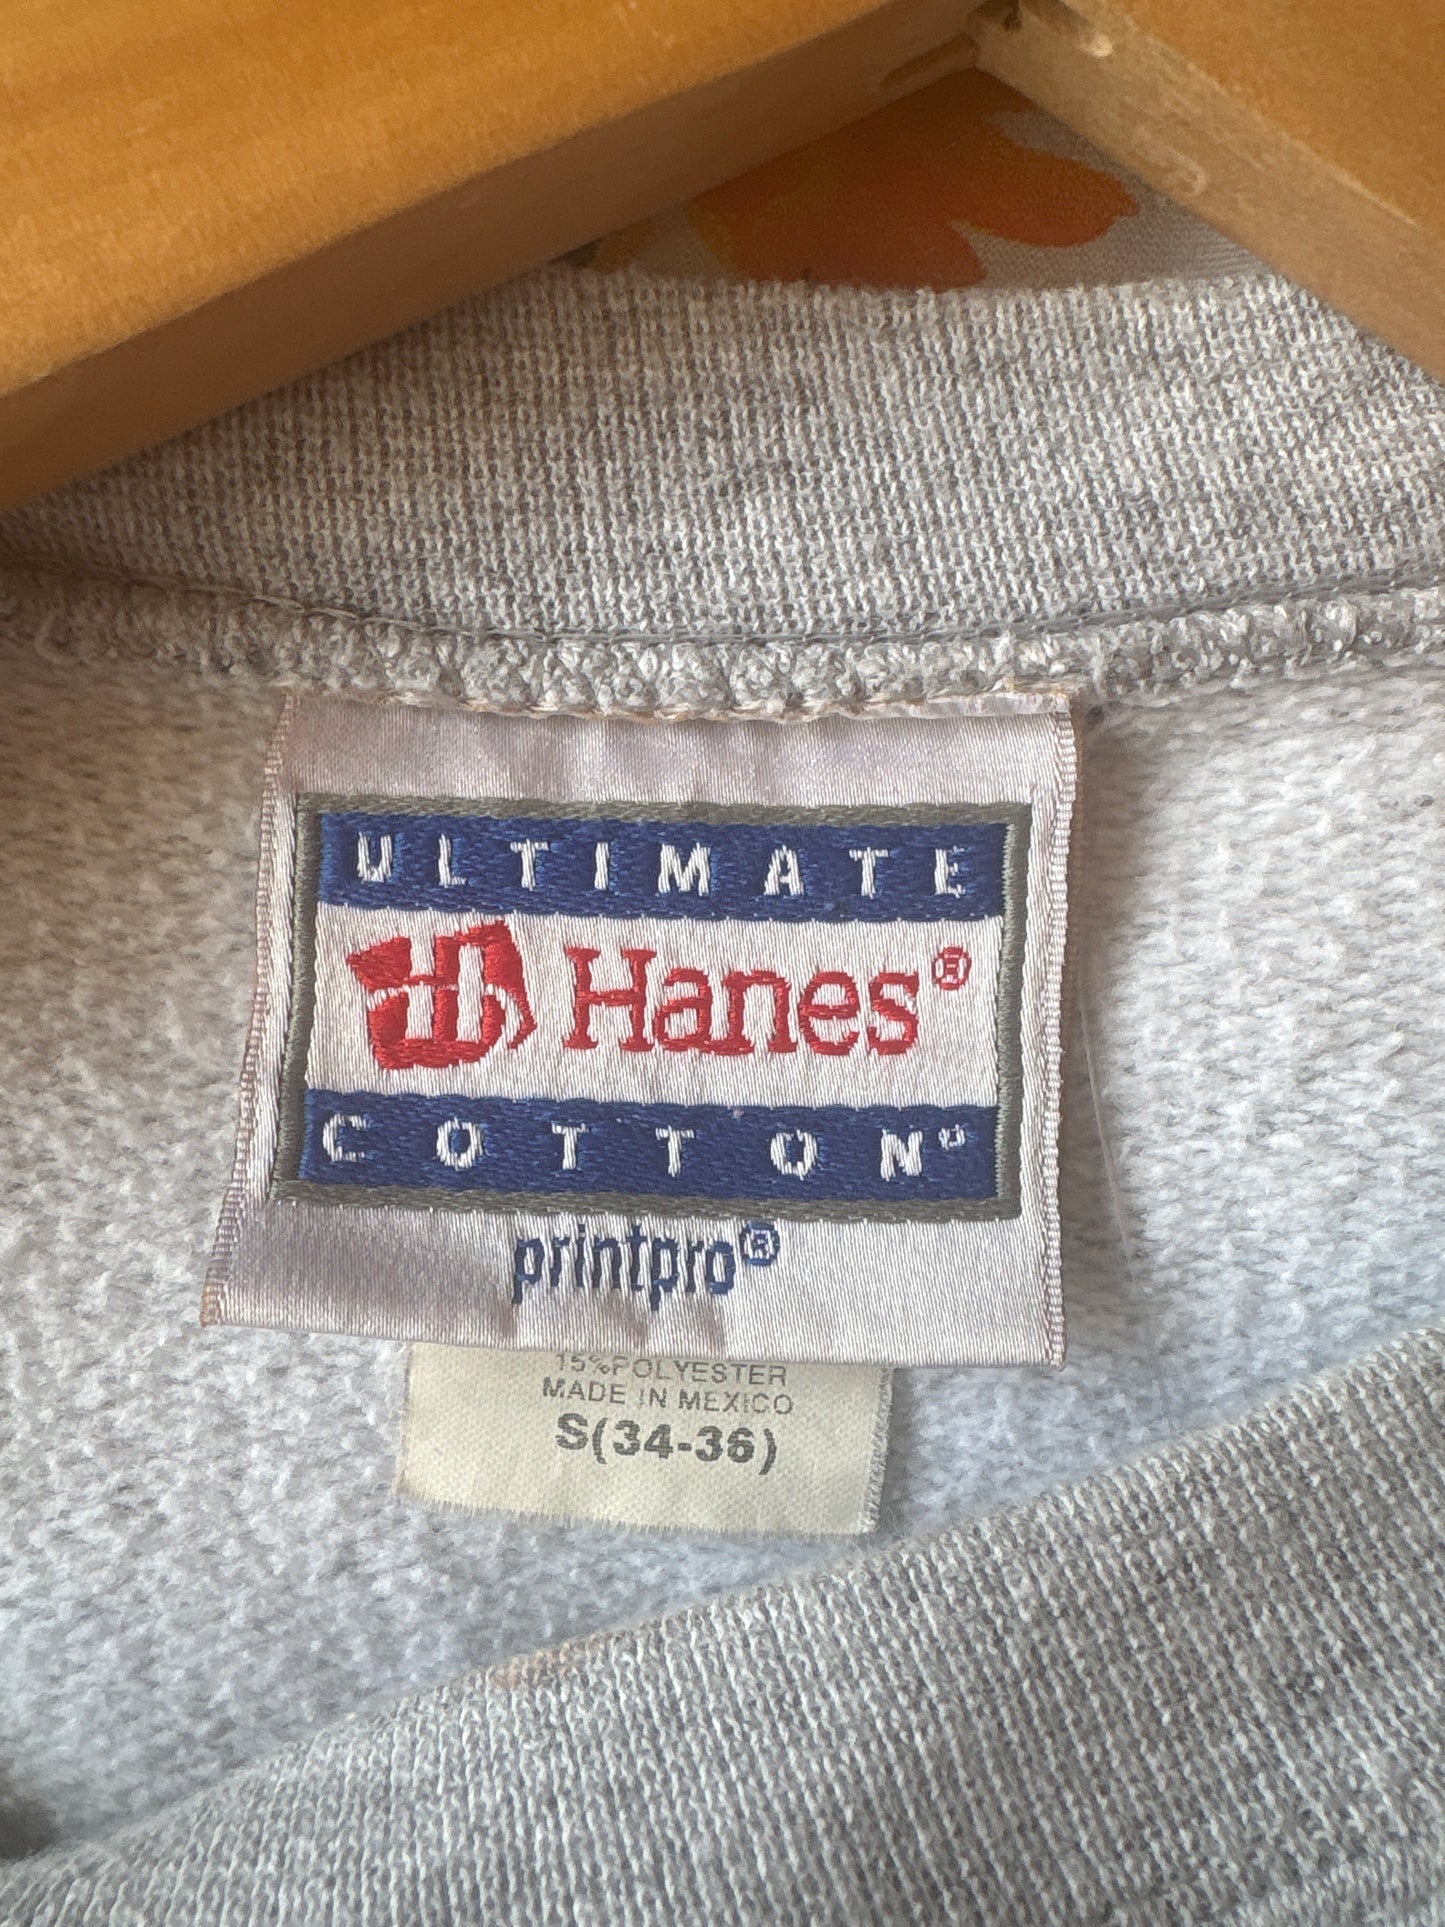 ULTIMATE
Hanes®
COTTON®
printpro®
15%POLYESTER
MADE IN MEXICO
S(34-36)